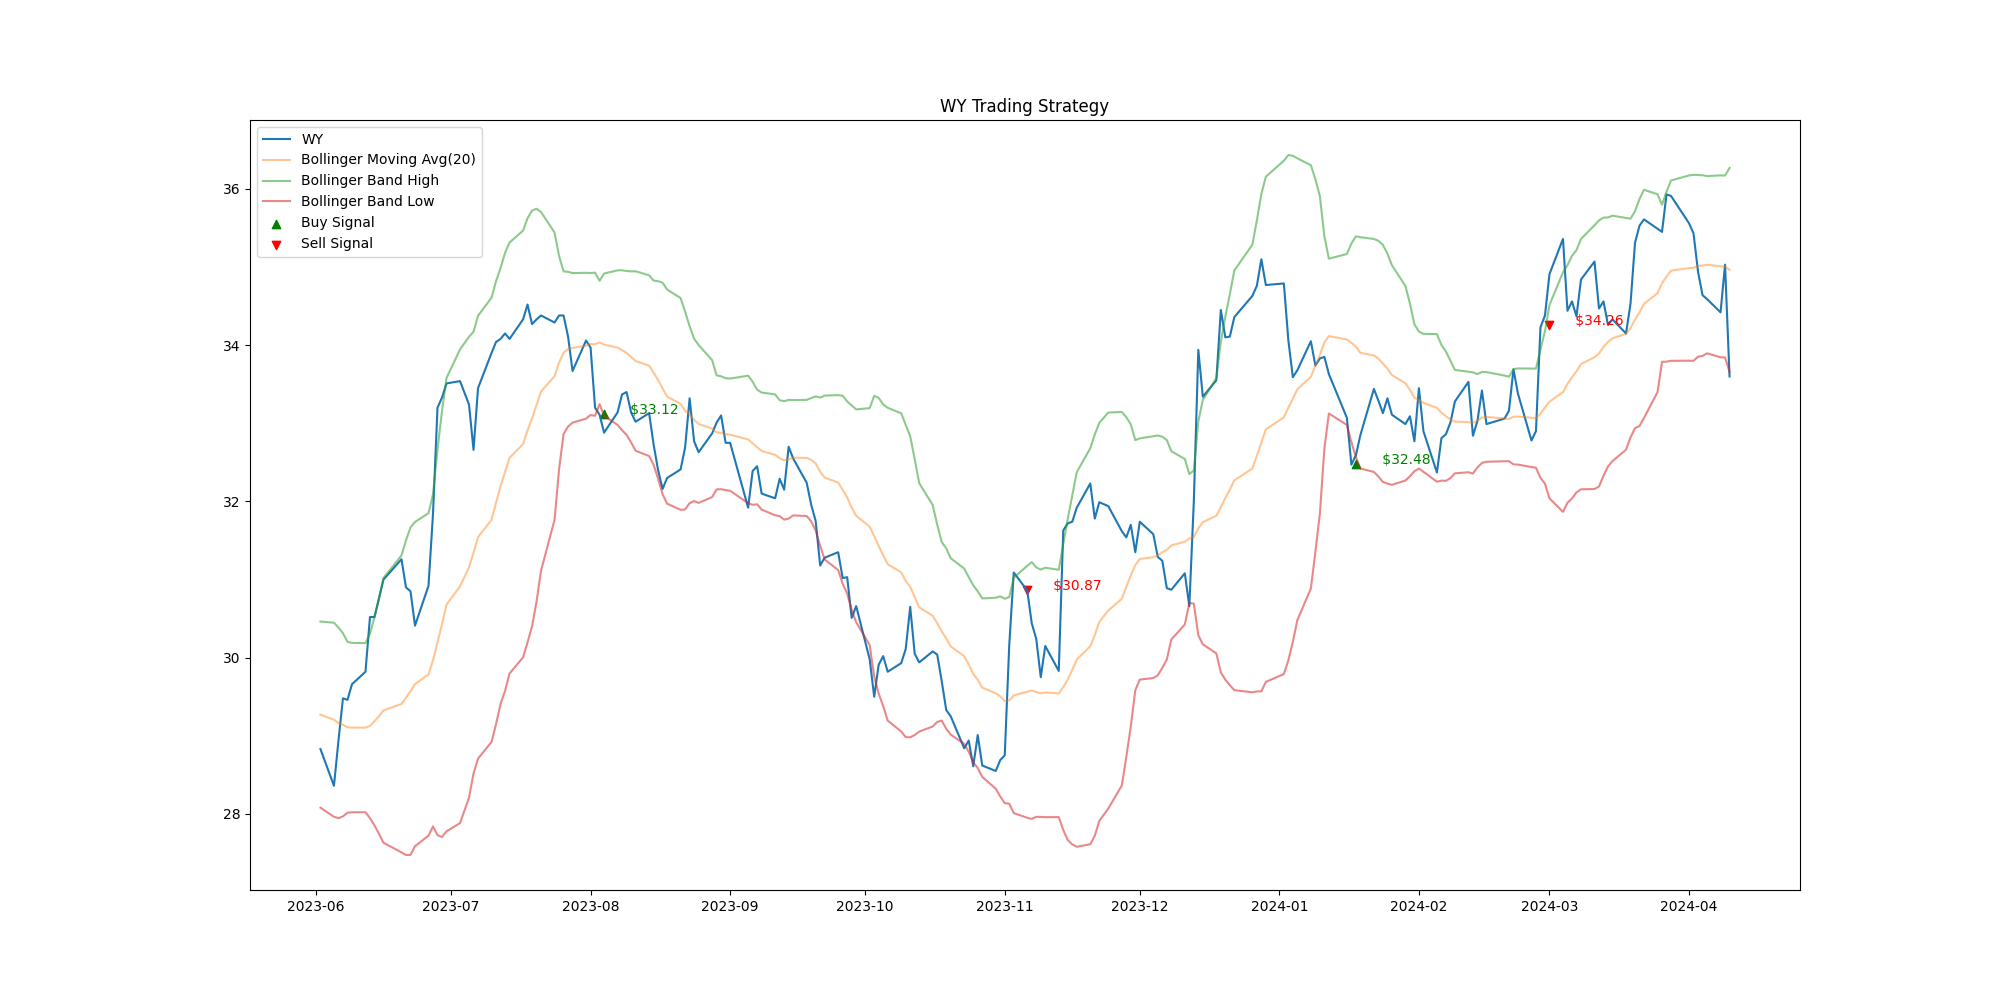 WY Trading Strategy
WY
Bollinger Moving Avg(20)
Bollinger Band High
Bollinger Band Low
Buy Signal
Sell Signal
36
34
32
30
28
$33.12
$30.87
$32.48
$34.26
2023-06 2023-07 2023-08 2023-09 2023-10 2023-11 2023-12 2024-01 2024-02 2024-03 2024-04